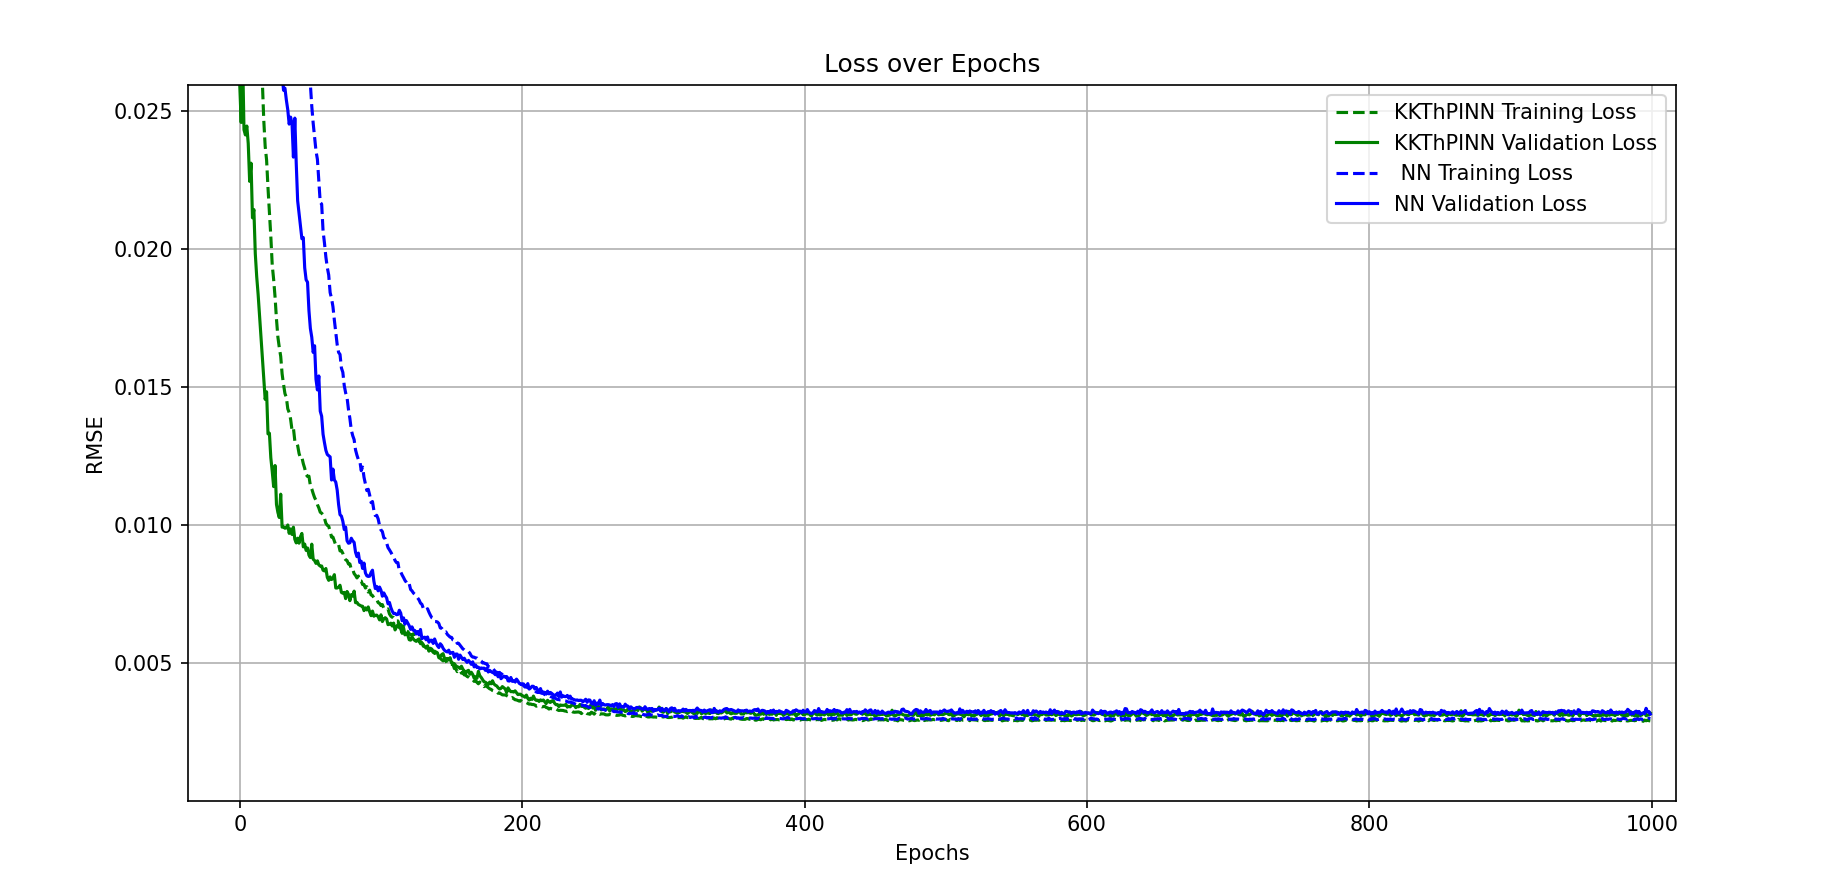 Loss over Epochs
KKThPINN Training Loss
KKThPINN Validation Loss
NN Training Loss
NN Validation Loss
0.025
0.020
0.015
0.010
0.005
RMSE
0 200 400 600 800 1000
Epochs